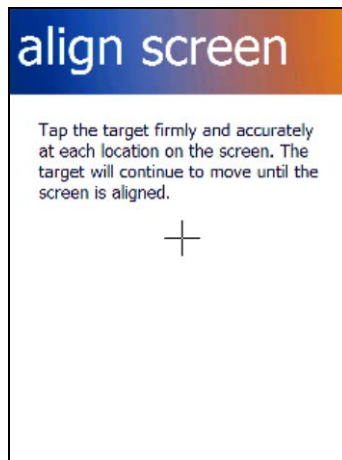 align screen
Tap the target firmly and accurately
at each location on the screen. The
target will continue to move until the
screen is aligned.